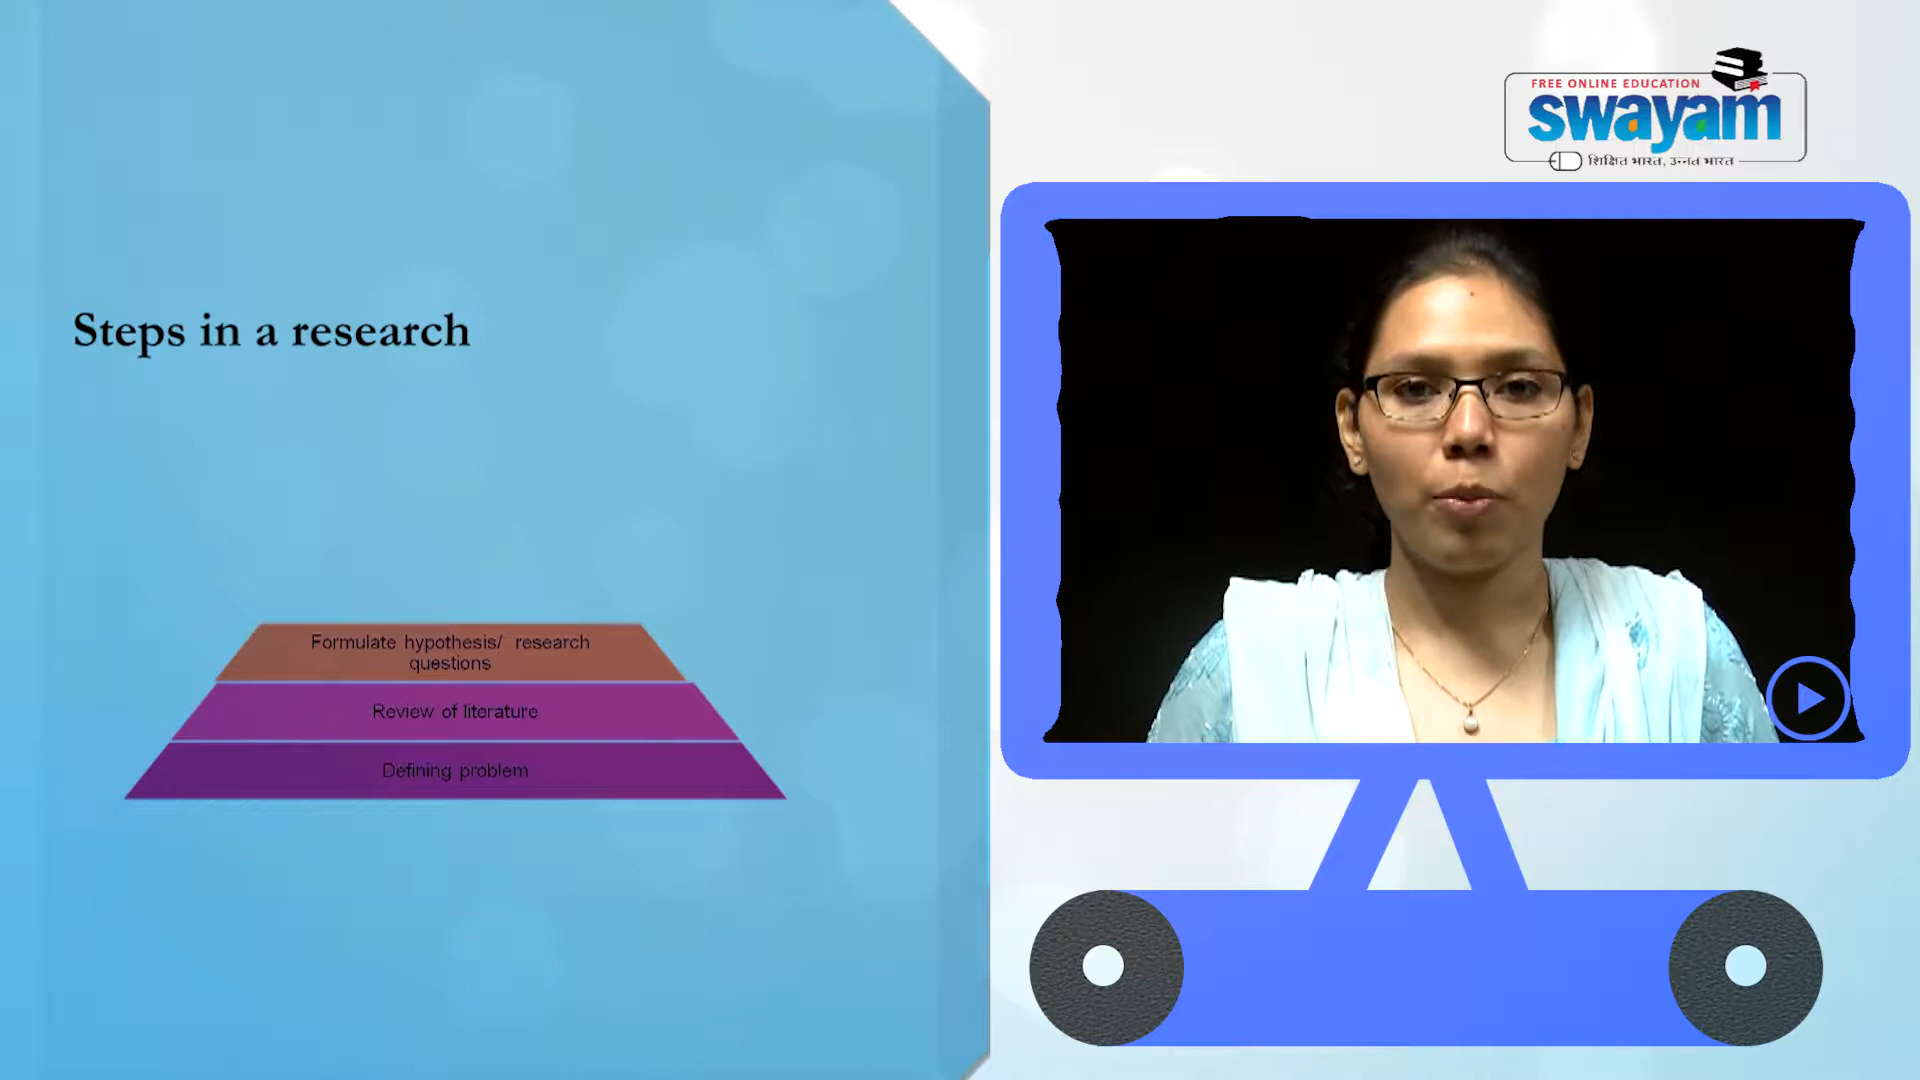 FREE ONLINE EDUCATION
swayam
शिक्षित भारत, उन्नत भारत
Steps in a research
Formulate hypothesis/ research
questions
Review of literature
Defining problem